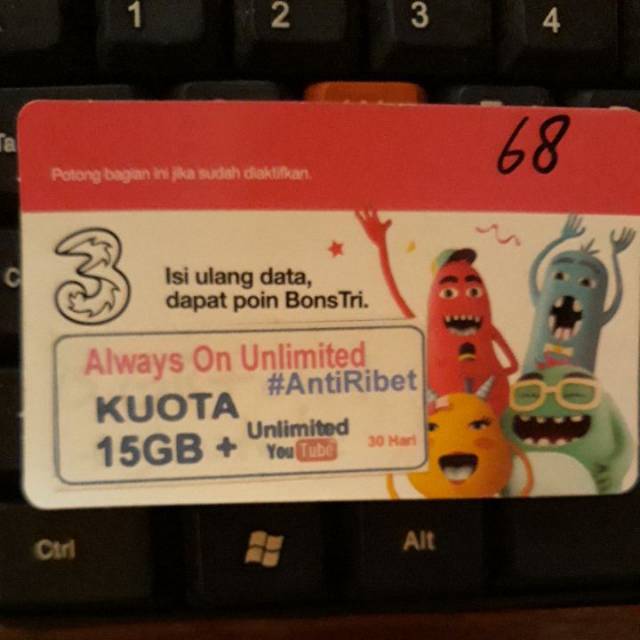 1 2 3 4
68
Potong bagian ini jika sudah diaktifkan.
3
Isi ulang data,
dapat poin BonsTri.
Always On Unlimited
#AntiRibet
KUOTA
15GB + Unlimited
YouTube 30 Hari
Ctrl Alt